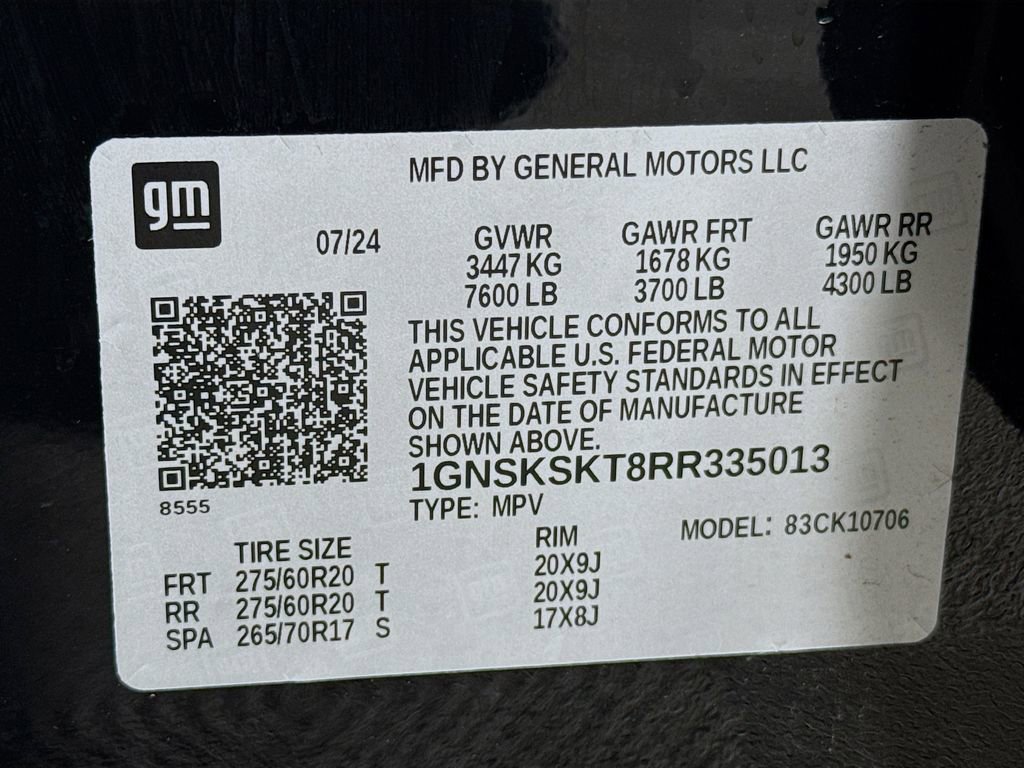 gm
MFD BY GENERAL MOTORS LLC
07/24
GVWR GAWR FRT GAWR RR
3447 KG 1678 KG 1950 KG
7600 LB 3700 LB 4300 LB
THIS VEHICLE CONFORMS TO ALL
APPLICABLE U.S. FEDERAL MOTOR
VEHICLE SAFETY STANDARDS IN EFFECT
ON THE DATE OF MANUFACTURE
SHOWN ABOVE.
1GNSKSKT8RR335013
8555
TYPE: MPV
MODEL: 83CK10706
TIRE SIZE RIM
FRT 275/60R20 T 20X9J
RR 275/60R20 T 20X9J
SPA 265/70R17 S 17X8J